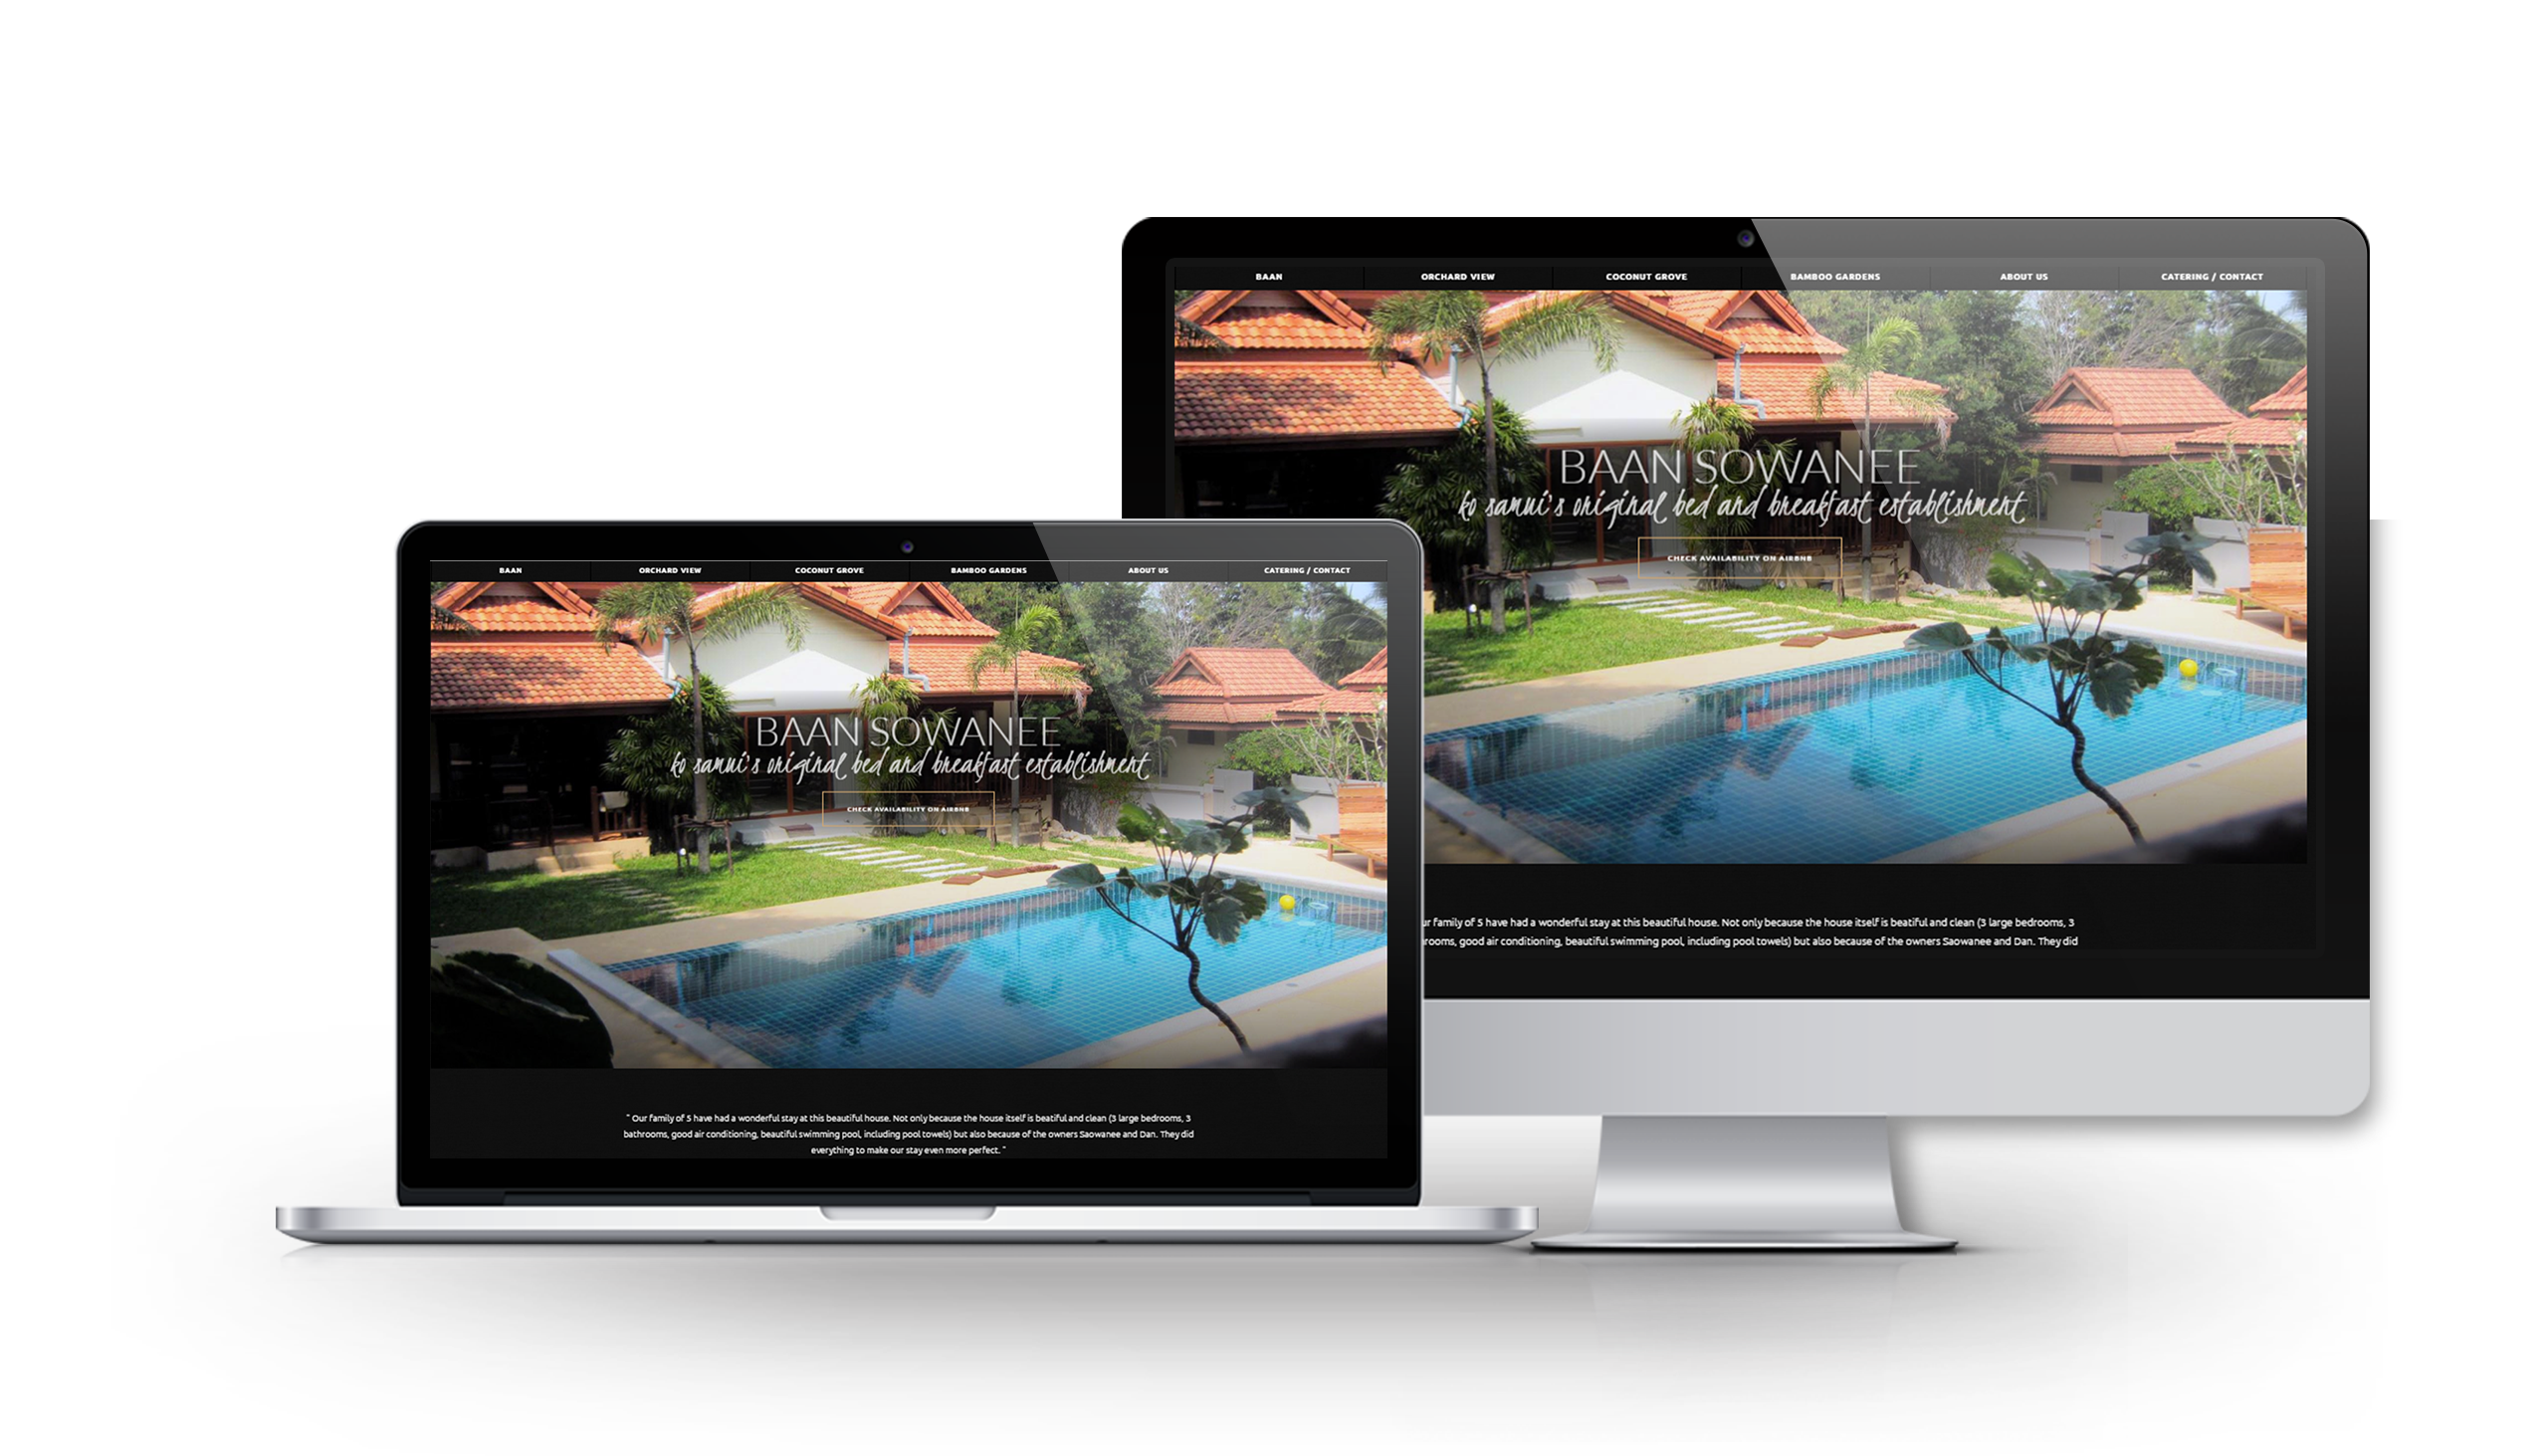 BAAN ORCHARD VIEW COCONUT GROVE BAMBOO GARDENS ABOUT US CATERING / CONTACT
BAAN SOWANEE
ko samui's original bed and breakfast establishment
CHECK AVAILABILITY ON AIRBNB
ur family of 5 have had a wonderful stay at this beautiful house. Not only because the house itself is beatiful and clean (3 large bedrooms, 3
rooms, good air conditioning, beautiful swimming pool, including pool towels) but also because of the owners Saowanee and Dan. They did
BAAN ORCHARD VIEW COCONUT GROVE BAMBOO GARDENS ABOUT US CATERING / CONTACT
BAAN SOWANEE
ko samui's original bed and breakfast establishment
CHECK AVAILABILITY ON AIRBNB
" Our family of 5 have had a wonderful stay at this beautiful house. Not only because the house itself is beatiful and clean (3 large bedrooms, 3
bathrooms, good air conditioning, beautiful swimming pool, including pool towels) but also because of the owners Saowanee and Dan. They did
everything to make our stay even more perfect. "